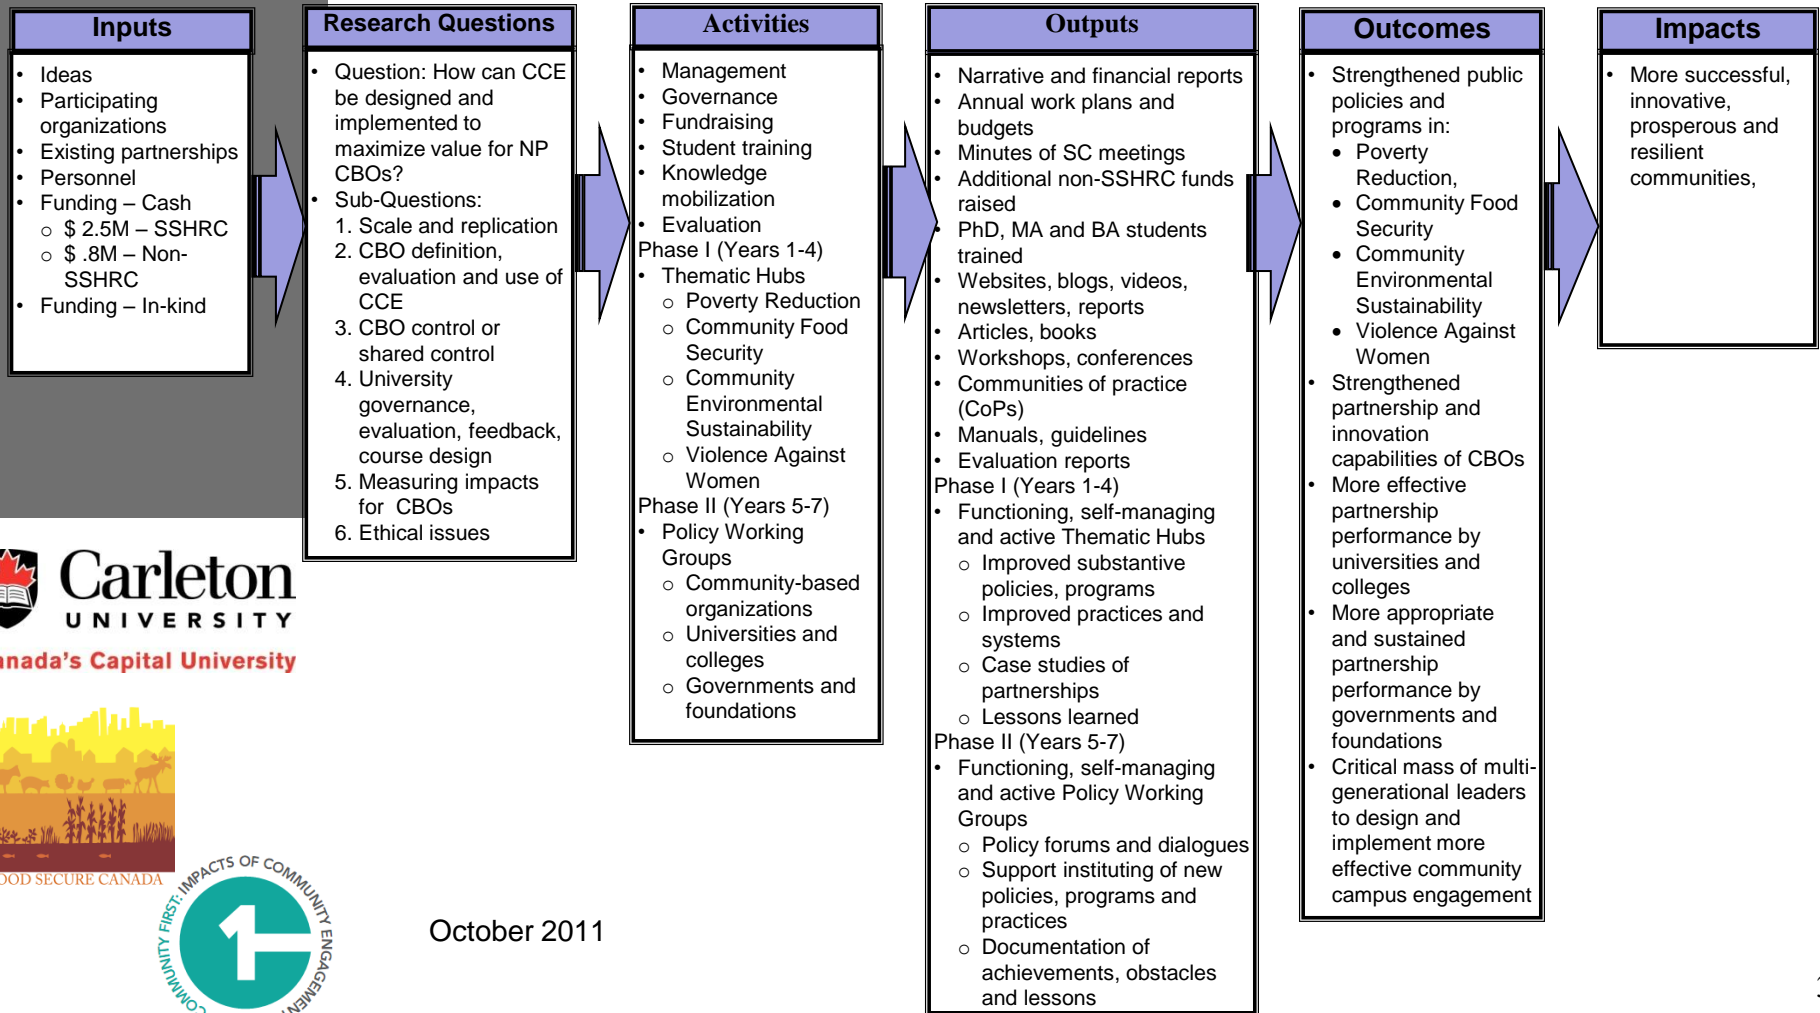 Inputs
• Ideas
• Participating
organizations
• Existing partnerships
• Personnel
• Funding – Cash
o $ 2.5M – SSHRC
o $ .8M – Non-
SSHRC
• Funding – In-kind
Research Questions
• Question: How can CCE
be designed and
implemented to
maximize value for NP
CBOs?
• Sub-Questions:
1. Scale and replication
2. CBO definition,
evaluation and use of
CCE
3. CBO control or
shared control
4. University
governance,
evaluation, feedback,
course design
5. Measuring impacts
for CBOs
6. Ethical issues
Activities
• Management
• Governance
• Fundraising
• Student training
• Knowledge
mobilization
• Evaluation
Phase I (Years 1-4)
• Thematic Hubs
o Poverty Reduction
o Community Food
Security
o Community
Environmental
Sustainability
o Violence Against
Women
Phase II (Years 5-7)
• Policy Working
Groups
o Community-based
organizations
o Universities and
colleges
o Governments and
foundations
Outputs
• Narrative and financial reports
• Annual work plans and
budgets
• Minutes of SC meetings
• Additional non-SSHRC funds
raised
• PhD, MA and BA students
trained
• Websites, blogs, videos,
newsletters, reports
• Articles, books
• Workshops, conferences
• Communities of practice
(CoPs)
• Manuals, guidelines
• Evaluation reports
Phase I (Years 1-4)
• Functioning, self-managing
and active Thematic Hubs
o Improved substantive
policies, programs
o Improved practices and
systems
o Case studies of
partnerships
o Lessons learned
Phase II (Years 5-7)
• Functioning, self-managing
and active Policy Working
Groups
o Policy forums and dialogues
o Support instituting of new
policies, programs and
practices
o Documentation of
achievements, obstacles
and lessons
Outcomes
• Strengthened public
policies and
programs in:
• Poverty
Reduction,
• Community Food
Security
• Community
Environmental
Sustainability
• Violence Against
Women
• Strengthened
partnership and
innovation
capabilities of CBOs
• More effective
partnership
performance by
universities and
colleges
• More appropriate
and sustained
partnership
performance by
governments and
foundations
• Critical mass of multi-
generational leaders
to design and
implement more
effective community
campus engagement
Impacts
• More successful,
innovative,
prosperous and
resilient
communities,
Carleton
UNIVERSITY
anada's Capital University
OOD SECURE CANADA
COMMUNITY FIRST: IMPACTS OF COMMUNITY ENGAGEMENT
1
October 2011